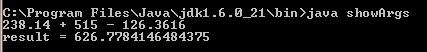 C:\Program Files\Java\jdk1.6.0_21\bin>java showArgs
238.14 + 515 - 126.3616
result = 626.7784146484375